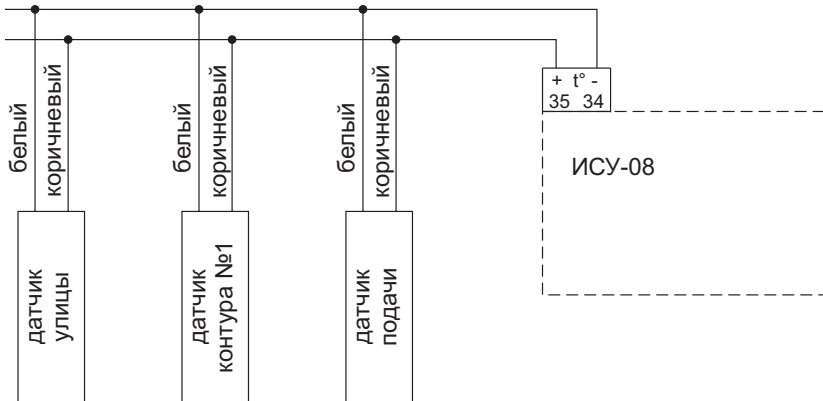 + t° -
35 34
ИСУ-08
белый
коричневый
белый
коричневый
белый
коричневый
датчик
улицы
датчик
контура №1
датчик
подачи